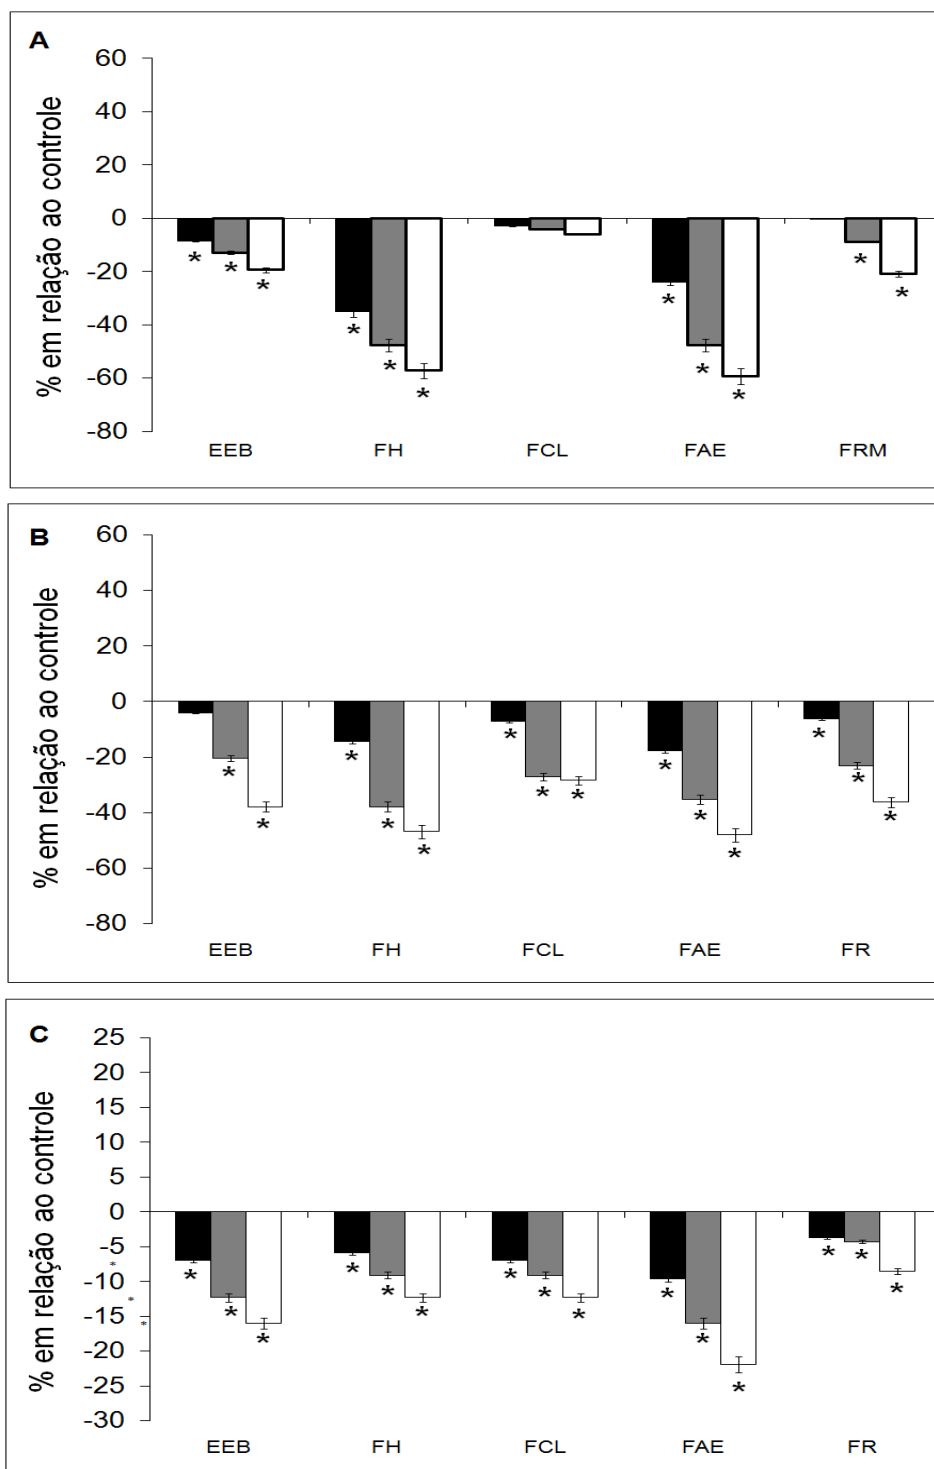 A
% em relação ao controle
60
40
20
0
-20
-40
-60
-80
* * * * * * * * * * *
EEB FH FCL FAE FRM
B
% em relação ao controle
60
40
20
0
-20
-40
-60
-80
* * * * * * * * * * * * * *
EEB FH FCL FAE FR
C
% em relação ao controle
25
20
15
10
5
0
-5
-10
-15
-20
-25
-30
* * *
* * * * * * * * * * * * * * *
EEB FH FCL FAE FR